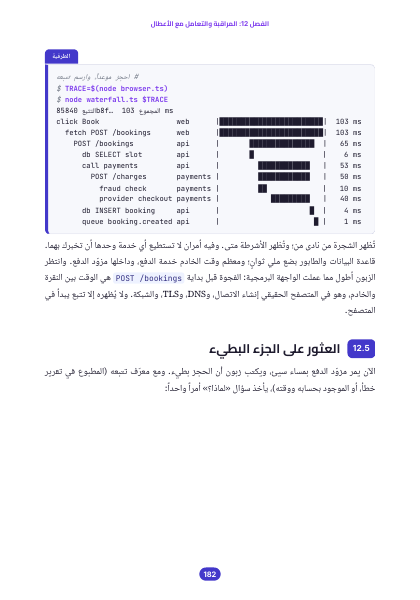 الفصل 12: المراقبة والتعامل مع الأعطال
الطرفية
# احجز موعداً، وارسم تتبعه
$ TRACE=$(node browser.ts)
$ node waterfall.ts $TRACE
85840 التتبعb8f… المجموع 103 ms
click Book web |████████████████████████| 103 ms
fetch POST /bookings web |████████████████████████| 103 ms
POST /bookings api | ███████████████ | 65 ms
db SELECT slot api | █ | 6 ms
call payments api | ████████████ | 53 ms
POST /charges payments | ████████████ | 50 ms
fraud check payments | ██ | 10 ms
provider checkout payments | █████████ | 40 ms
db INSERT booking api | █ | 4 ms
queue booking.created api | █ | 1 ms
تُظهر الشجرة مَن نادى مَن؛ وتُظهر الأشرطة متى. وفيه أمران لا تستطيع أي خدمة وحدها أن تخبرك بهما.
قاعدة البيانات والطابور بضع ملي ثوانٍ؛ ومعظم وقت الخادم خدمة الدفع، وداخلها مزوّد الدفع. وانتظر
الزبون أطول مما عملت الواجهة البرمجية: الفجوة قبل بداية POST /bookings هي الوقت بين النقرة
والخادم، وهو في المتصفح الحقيقي إنشاء الاتصال، وDNS، وTLS، والشبكة. ولا يُظهره إلا تتبع يبدأ في
المتصفح.
12.5 العثور على الجزء البطيء
الآن يمر مزوّد الدفع بمساء سيئ، ويكتب زبون أن الحجز بطيء. ومع معرّف تتبعه (المطبوع في تقرير
خطأ، أو الموجود بحسابه ووقته)، يأخذ سؤال «لماذا؟» أمراً واحداً:
182